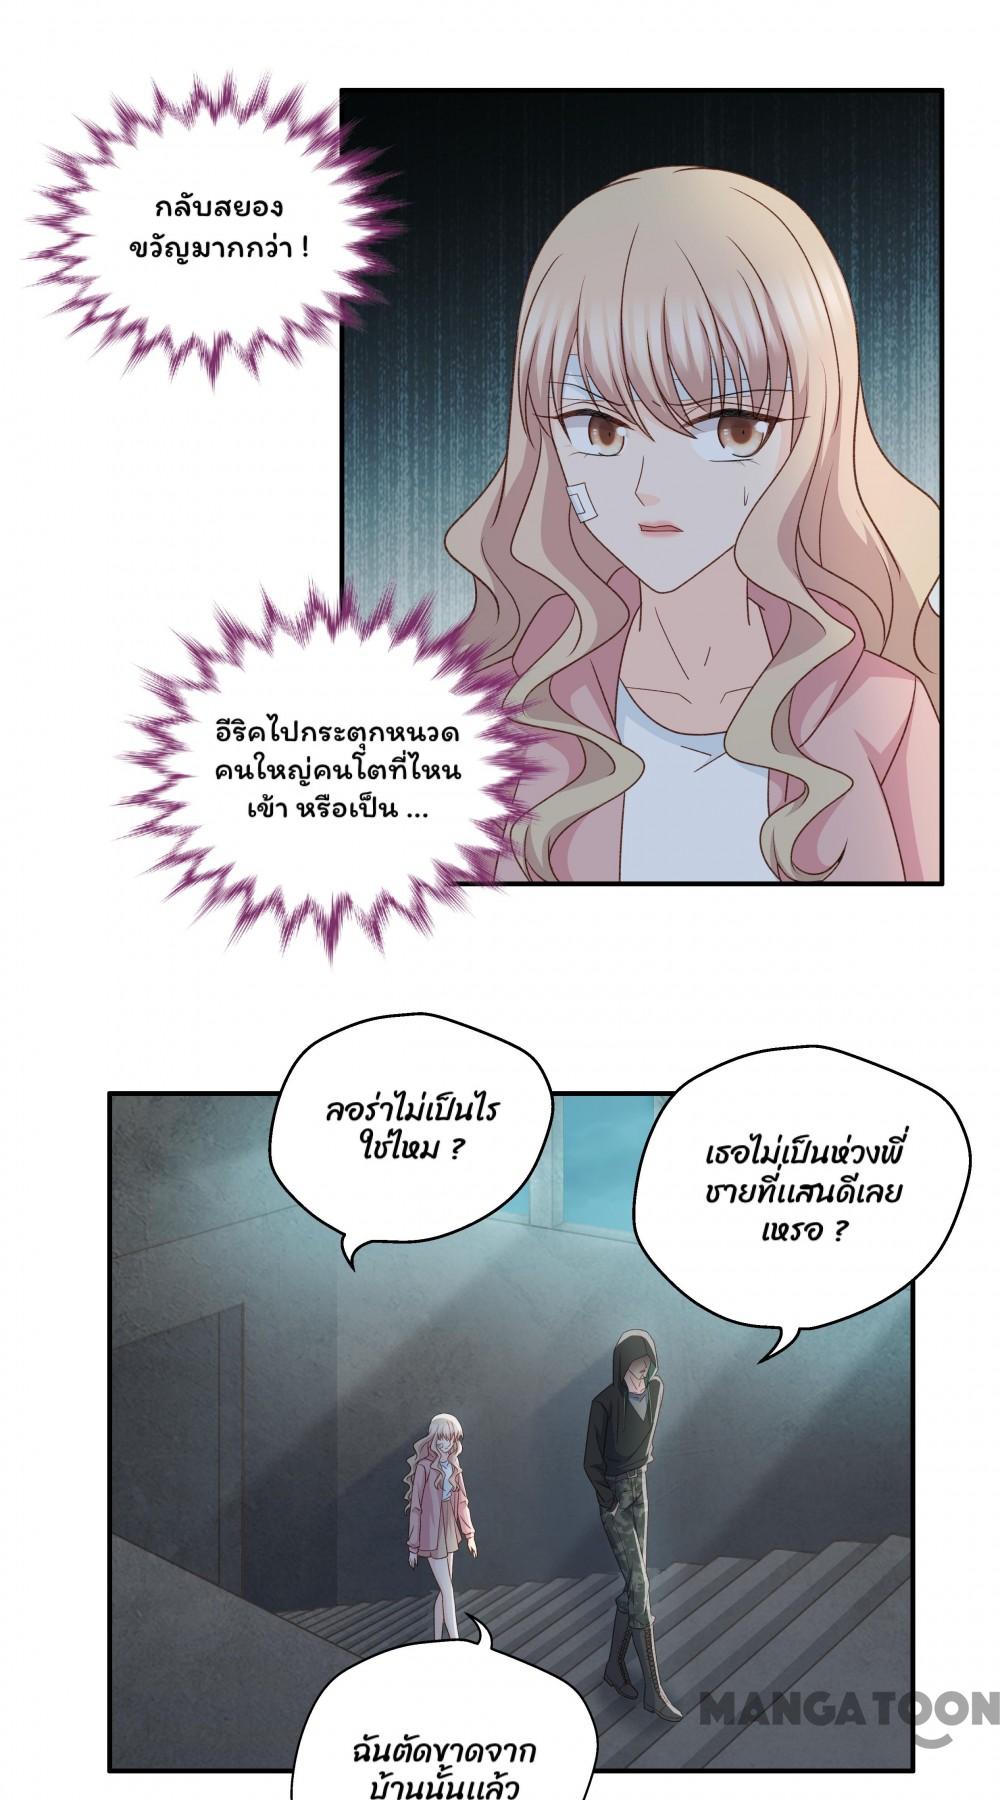 กลับสยอง
ขวัญมากกว่า !
อีริคไปกระตุกหนวด
คนใหญ่คนโตที่ไหน
เข้า หรือเป็น ...
ลอร่าไม่เป็นไร
ใช่ไหม ?
เธอไม่เป็นห่วงพี่
ชายที่แสนดีเลย
เหรอ ?
ฉันตัดขาดจาก
บ้านนั้นแล้ว
MANGATOON